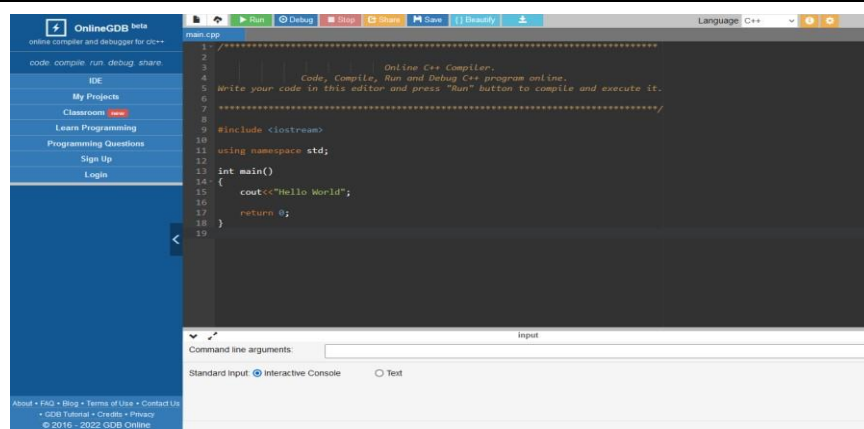 OnlineGDB beta
online compiler and debugger for c/c++
code. compile. run. debug. share.
IDE
My Projects
Classroom new
Learn Programming
Programming Questions
Sign Up
Login
About • FAQ • Blog • Terms of Use • Contact Us
• GDB Tutorial • Credits • Privacy
© 2016 - 2022 GDB Online
Run Debug Stop Share Save {} Beautify
Language C++
main.cpp
1 /******************************************************************************
2
3 Online C++ Compiler.
4 Code, Compile, Run and Debug C++ program online.
5 Write your code in this editor and press "Run" button to compile and execute it.
6
7 *******************************************************************************/
8
9 #include <iostream>
10
11 using namespace std;
12
13 int main()
14 {
15 cout<<"Hello World";
16
17 return 0;
18 }
19
input
Command line arguments:
Standard Input: Interactive Console Text